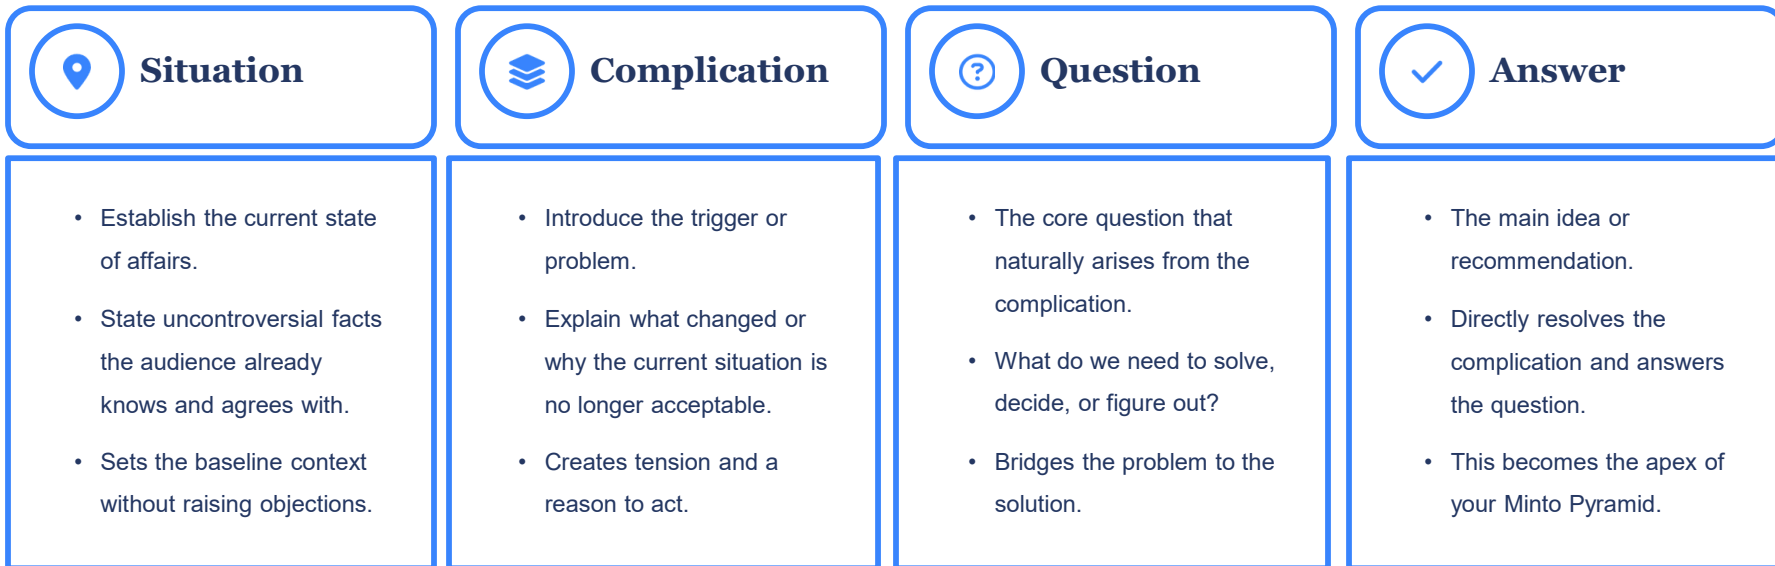 Situation
• Establish the current state
of affairs.
• State uncontroversial facts
the audience already
knows and agrees with.
• Sets the baseline context
without raising objections.
Complication
• Introduce the trigger or
problem.
• Explain what changed or
why the current situation is
no longer acceptable.
• Creates tension and a
reason to act.
Question
• The core question that
naturally arises from the
complication.
• What do we need to solve,
decide, or figure out?
• Bridges the problem to the
solution.
Answer
• The main idea or
recommendation.
• Directly resolves the
complication and answers
the question.
• This becomes the apex of
your Minto Pyramid.